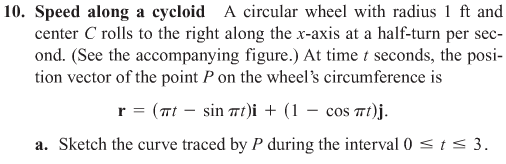 10. Speed along a cycloid A circular wheel with radius 1 ft and
center C rolls to the right along the x-axis at a half-turn per sec-
ond. (See the accompanying figure.) At time t seconds, the posi-
tion vector of the point P on the wheel's circumference is
r = (πt − sin πt)i + (1 − cos πt)j.
a. Sketch the curve traced by P during the interval 0 ≤ t ≤ 3.